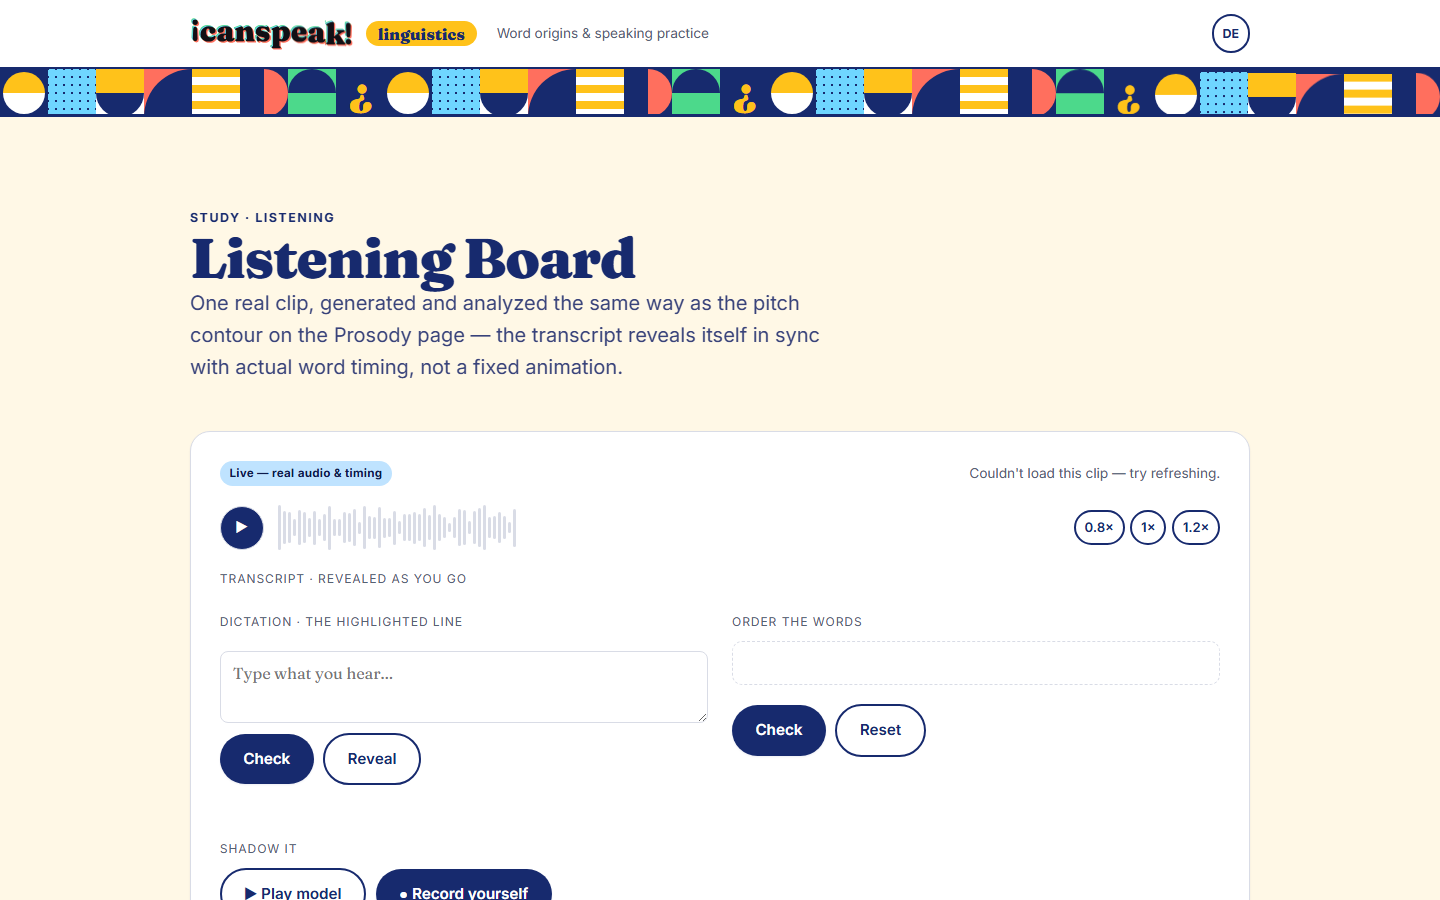 icanspeak!
linguistics
Word origins & speaking practice
DE
STUDY · LISTENING
Listening Board
One real clip, generated and analyzed the same way as the pitch
contour on the Prosody page — the transcript reveals itself in sync
with actual word timing, not a fixed animation.
Live — real audio & timing
Couldn't load this clip — try refreshing.
0.8×
1×
1.2×
TRANSCRIPT · REVEALED AS YOU GO
DICTATION · THE HIGHLIGHTED LINE
Type what you hear...
Check
Reveal
ORDER THE WORDS
Check
Reset
SHADOW IT
▶ Play model
● Record yourself